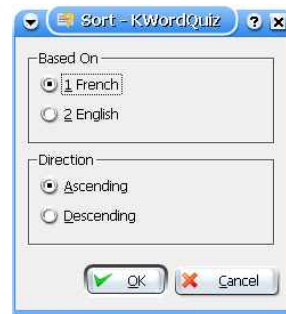 Sort - KWordQuiz
Based On
1 French
2 English
Direction
Ascending
Descending
OK Cancel